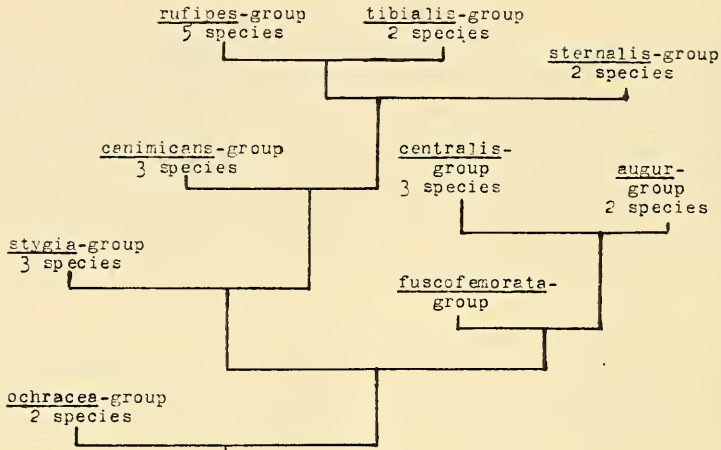 rufipes-group
5 species
tibialis-group
2 species
sternalis-group
2 species
canimicans-group
3 species
centralis-
group
3 species
augur-
group
2 species
stygia-group
3 species
fuscofemorata-
group
ochracea-group
2 species